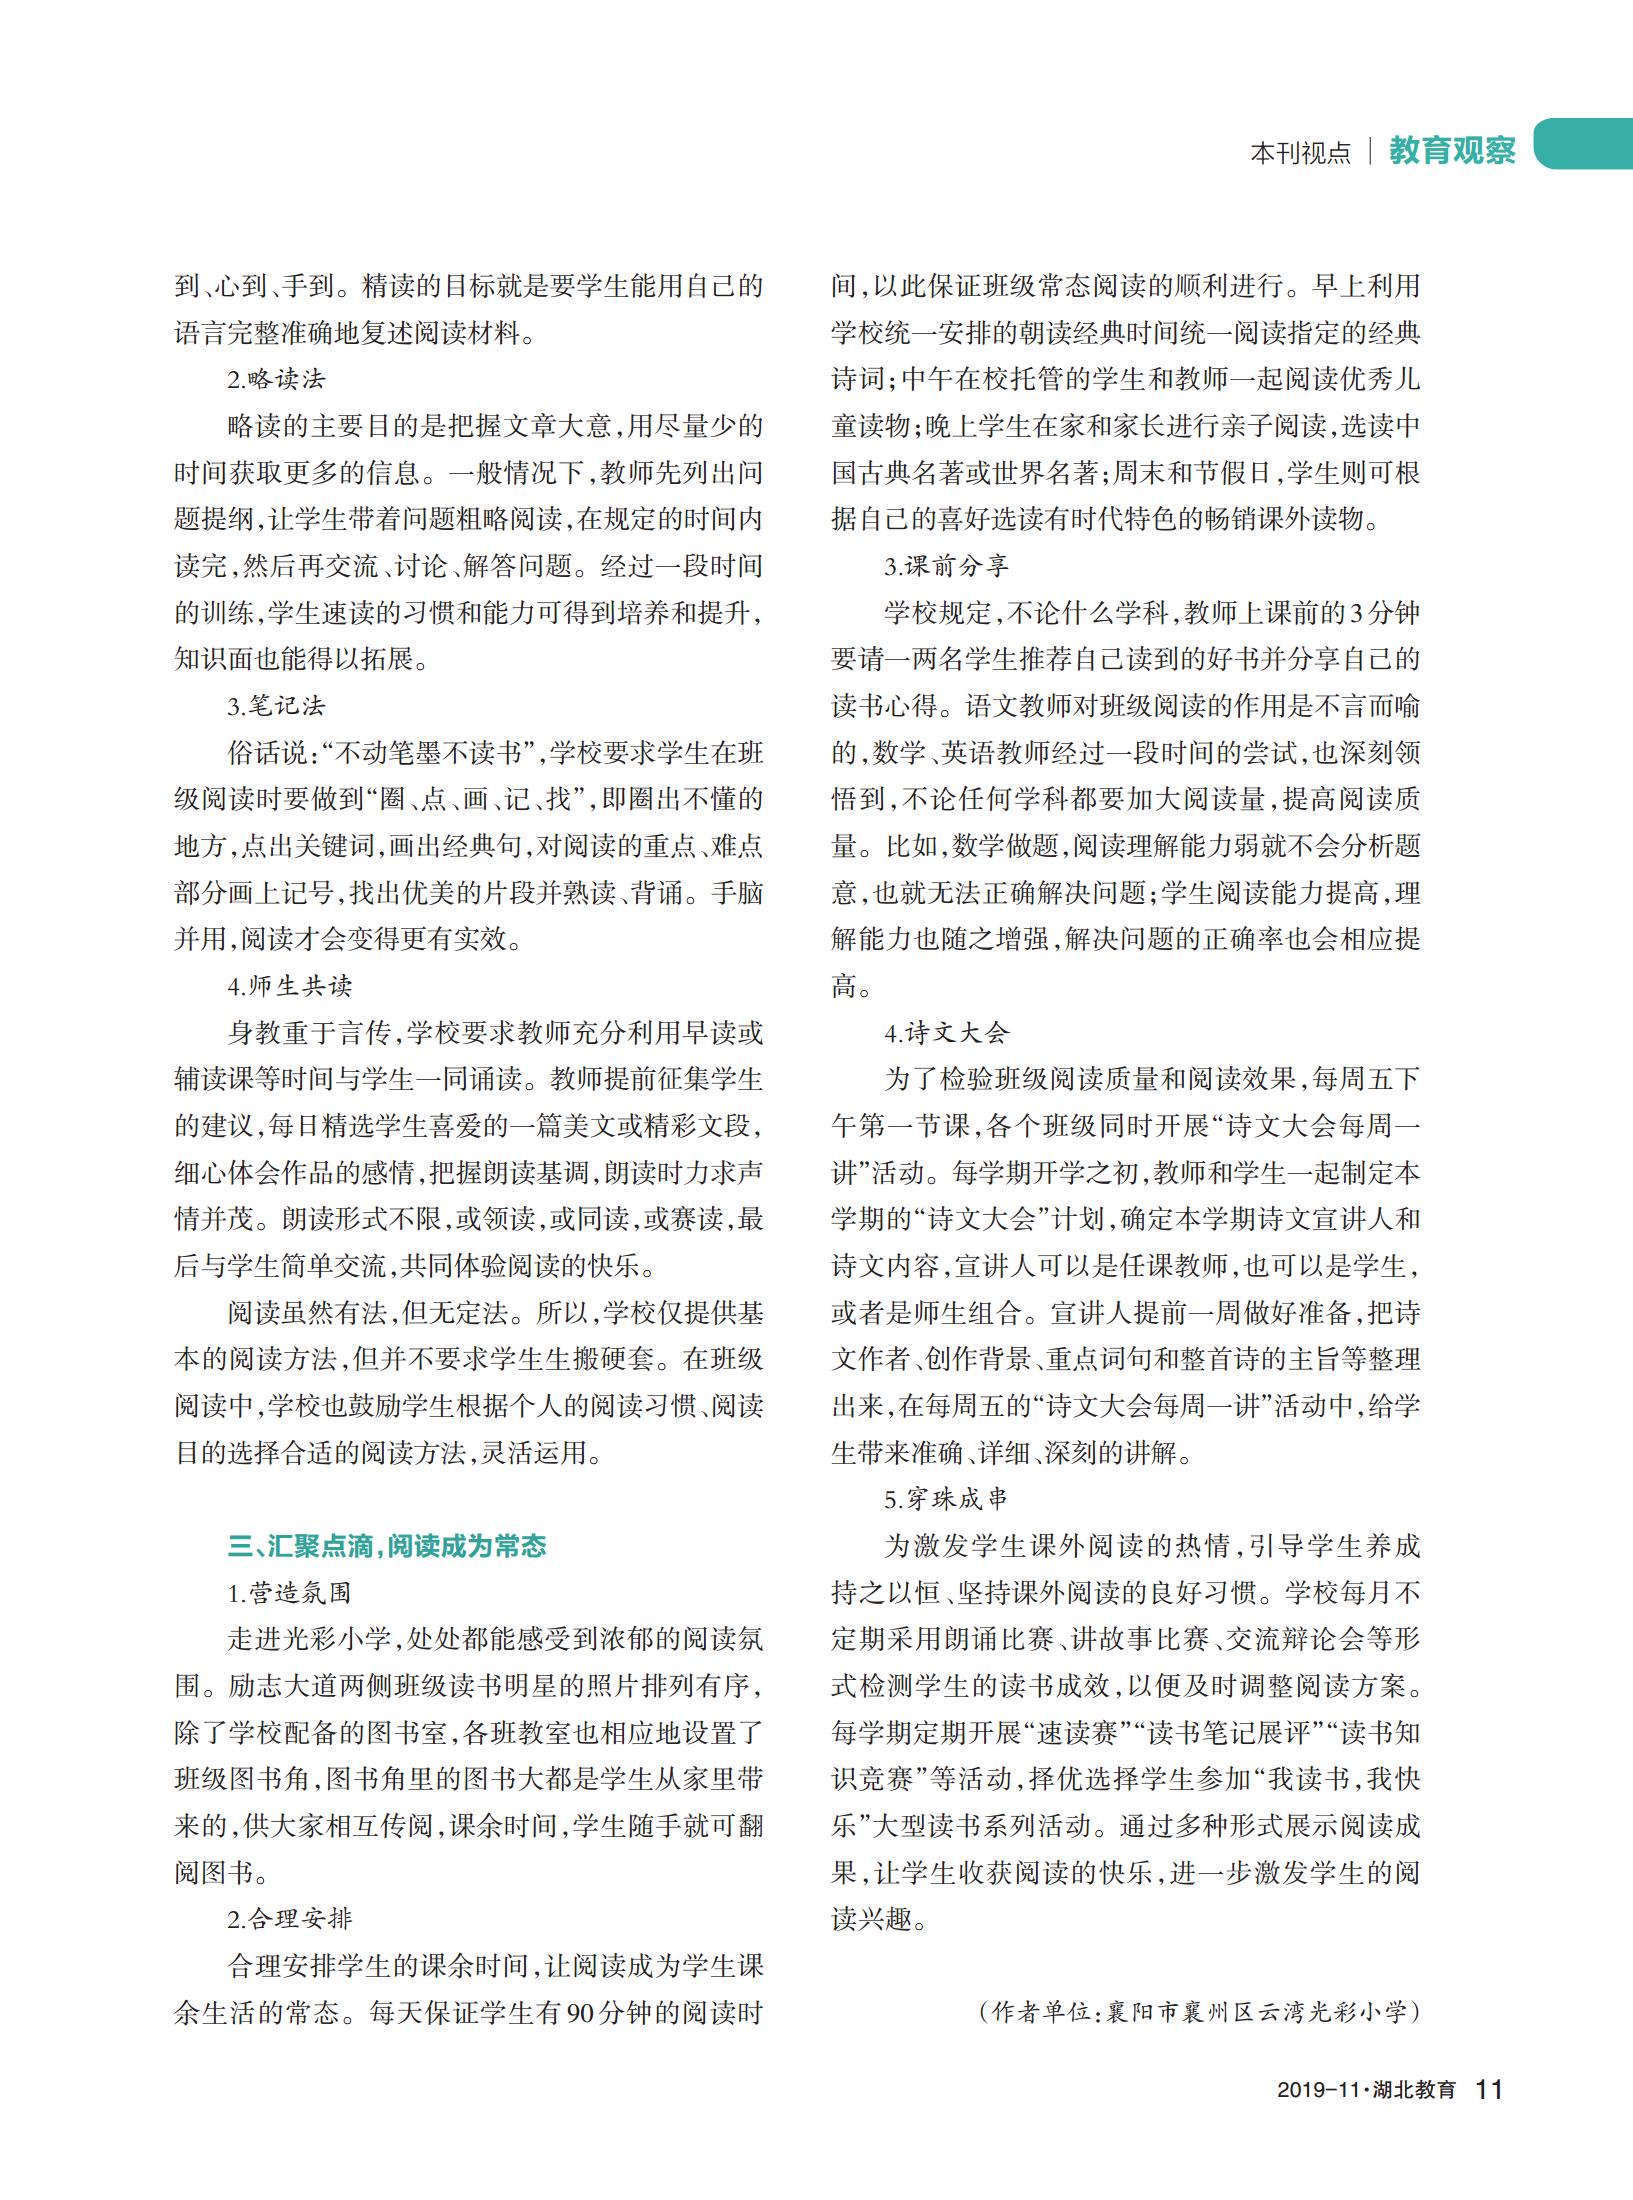 本刊视点 | 教育观察
到、心到、手到。精读的目标就是要学生能用自己的
语言完整准确地复述阅读材料。
2.略读法
略读的主要目的是把握文章大意,用尽量少的
时间获取更多的信息。一般情况下,教师先列出问
题提纲,让学生带着问题粗略阅读,在规定的时间内
读完,然后再交流、讨论、解答问题。经过一段时间
的训练,学生速读的习惯和能力可得到培养和提升,
知识面也能得以拓展。
3.笔记法
俗话说:“不动笔墨不读书”,学校要求学生在班
级阅读时要做到“圈、点、画、记、找”,即圈出不懂的
地方,点出关键词,画出经典句,对阅读的重点、难点
部分画上记号,找出优美的片段并熟读、背诵。手脑
并用,阅读才会变得更有实效。
4.师生共读
身教重于言传,学校要求教师充分利用早读或
辅读课等时间与学生一同诵读。教师提前征集学生
的建议,每日精选学生喜爱的一篇美文或精彩文段,
细心体会作品的感情,把握朗读基调,朗读时力求声
情并茂。朗读形式不限,或领读,或同读,或赛读,最
后与学生简单交流,共同体验阅读的快乐。
阅读虽然有法,但无定法。所以,学校仅提供基
本的阅读方法,但并不要求学生生搬硬套。在班级
阅读中,学校也鼓励学生根据个人的阅读习惯、阅读
目的选择合适的阅读方法,灵活运用。
三、汇聚点滴,阅读成为常态
1.营造氛围
走进光彩小学,处处都能感受到浓郁的阅读氛
围。励志大道两侧班级读书明星的照片排列有序,
除了学校配备的图书室,各班教室也相应地设置了
班级图书角,图书角里的图书大都是学生从家里带
来的,供大家相互传阅,课余时间,学生随手就可翻
阅图书。
2.合理安排
合理安排学生的课余时间,让阅读成为学生课
余生活的常态。每天保证学生有90分钟的阅读时
间,以此保证班级常态阅读的顺利进行。早上利用
学校统一安排的朝读经典时间统一阅读指定的经典
诗词;中午在校托管的学生和教师一起阅读优秀儿
童读物;晚上学生在家和家长进行亲子阅读,选读中
国古典名著或世界名著;周末和节假日,学生则可根
据自己的喜好选读有时代特色的畅销课外读物。
3.课前分享
学校规定,不论什么学科,教师上课前的3分钟
要请一两名学生推荐自己读到的好书并分享自己的
读书心得。语文教师对班级阅读的作用是不言而喻
的,数学、英语教师经过一段时间的尝试,也深刻领
悟到,不论任何学科都要加大阅读量,提高阅读质
量。比如,数学做题,阅读理解能力弱就不会分析题
意,也就无法正确解决问题;学生阅读能力提高,理
解能力也随之增强,解决问题的正确率也会相应提
高。
4.诗文大会
为了检验班级阅读质量和阅读效果,每周五下
午第一节课,各个班级同时开展“诗文大会每周一
讲”活动。每学期开学之初,教师和学生一起制定本
学期的“诗文大会”计划,确定本学期诗文宣讲人和
诗文内容,宣讲人可以是任课教师,也可以是学生,
或者是师生组合。宣讲人提前一周做好准备,把诗
文作者、创作背景、重点词句和整首诗的主旨等整理
出来,在每周五的“诗文大会每周一讲”活动中,给学
生带来准确、详细、深刻的讲解。
5.穿珠成串
为激发学生课外阅读的热情,引导学生养成
持之以恒、坚持课外阅读的良好习惯。学校每月不
定期采用朗诵比赛、讲故事比赛、交流辩论会等形
式检测学生的读书成效,以便及时调整阅读方案。
每学期定期开展“速读赛”“读书笔记展评”“读书知
识竞赛”等活动,择优选择学生参加“我读书,我快
乐”大型读书系列活动。通过多种形式展示阅读成
果,让学生收获阅读的快乐,进一步激发学生的阅
读兴趣。
(作者单位:襄阳市襄州区云湾光彩小学)
2019-11·湖北教育 11